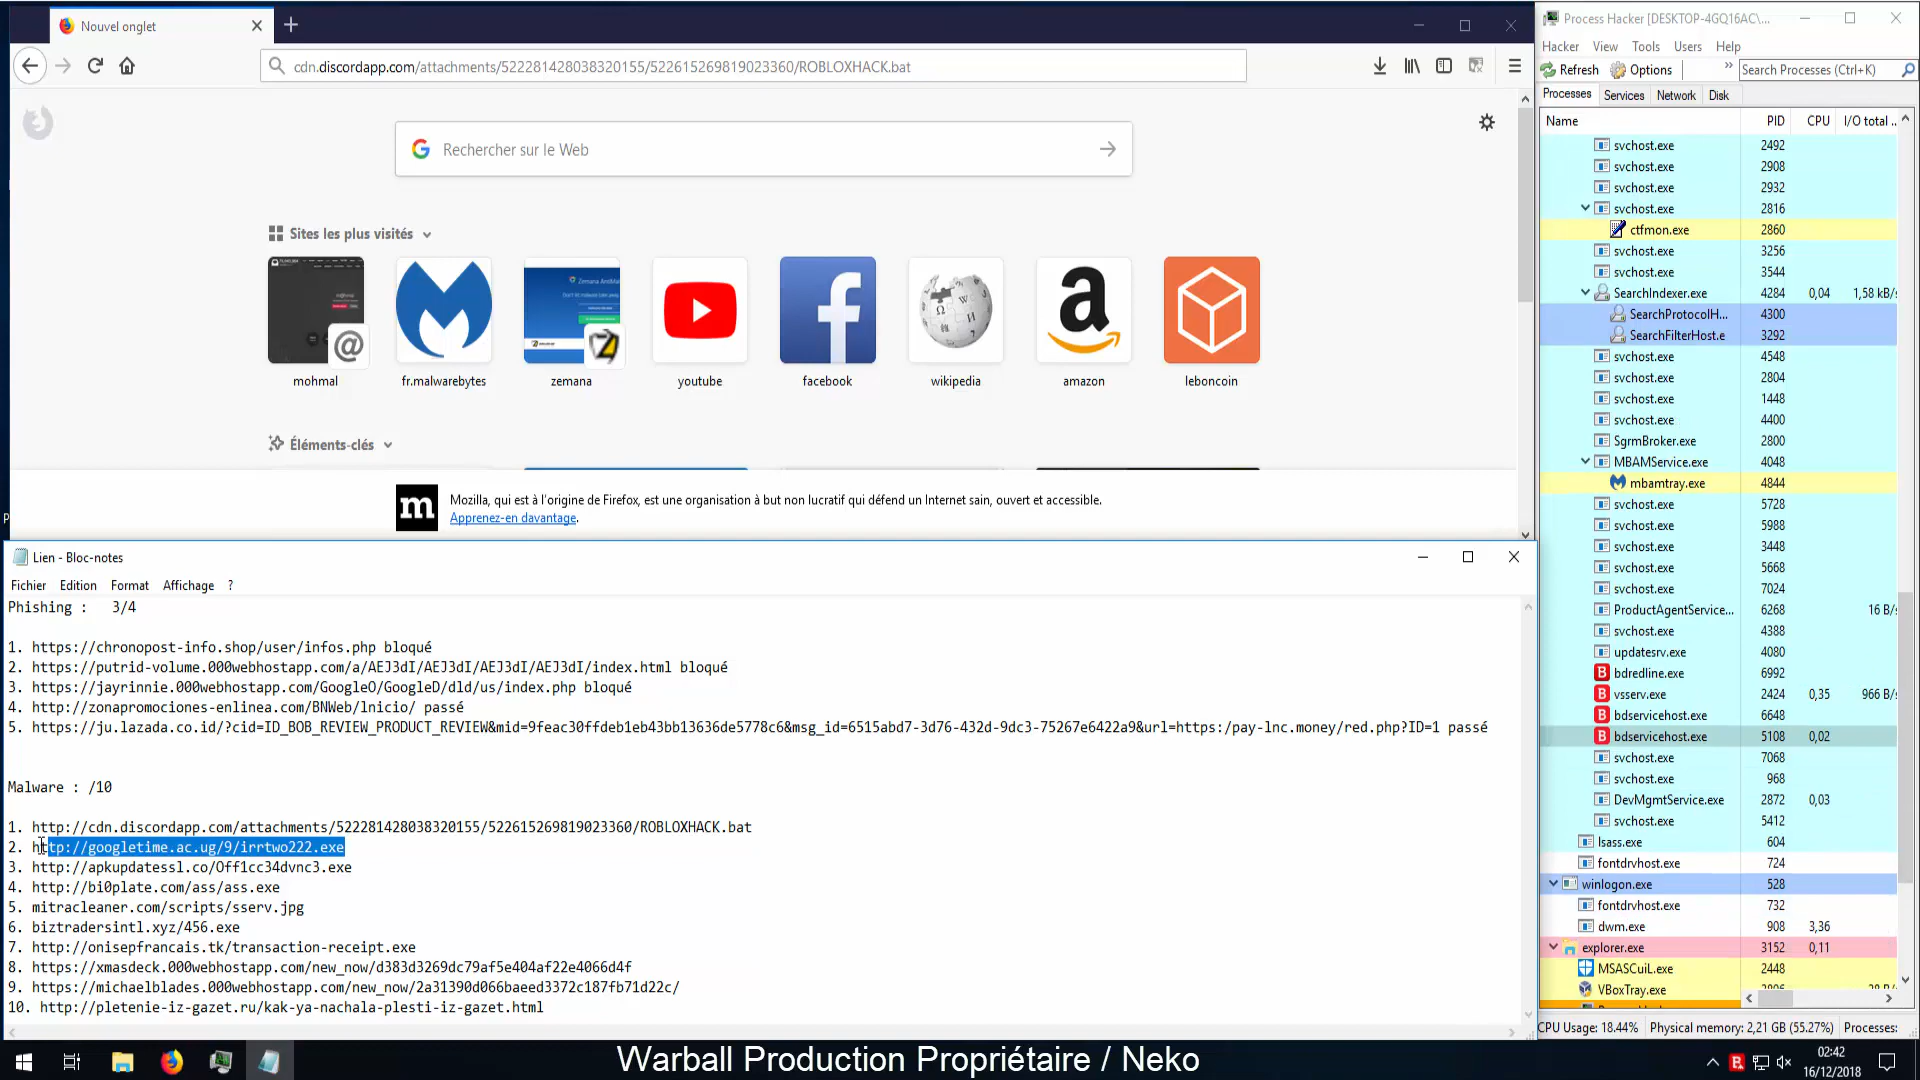 Nouvel onglet
cdn.discordapp.com/attachments/522281428038320155/522615269819023360/ROBLOXHACK.bat
Rechercher sur le Web
Sites les plus visités
mohmal
fr.malwarebytes
zemana
youtube
facebook
wikipedia
amazon
leboncoin
Éléments-clés
Mozilla, qui est à l'origine de Firefox, est une organisation à but non lucratif qui défend un Internet sain, ouvert et accessible.
Apprenez-en davantage.
Lien - Bloc-notes
Fichier Edition Format Affichage ?
Phishing : 3/4
1. https://chronopost-info.shop/user/infos.php bloqué
2. https://putrid-volume.000webhostapp.com/a/AEJ3dI/AEJ3dI/AEJ3dI/AEJ3dI/index.html bloqué
3. https://jayrinnie.000webhostapp.com/GoogleO/GoogleD/dld/us/index.php bloqué
4. http://zonapromociones-enlinea.com/BNWeb/lnicio/ passé
5. https://ju.lazada.co.id/?cid=ID_BOB_REVIEW_PRODUCT_REVIEW&mid=9feac30ffdeb1eb43bb13636de5778c6&msg_id=6515abd7-3d76-432d-9dc3-75267e6422a9&url=https:/pay-lnc.money/red.php?ID=1 passé
Malware : /10
1. http://cdn.discordapp.com/attachments/522281428038320155/522615269819023360/ROBLOXHACK.bat
2. http://googletime.ac.ug/9/irrtwo222.exe
3. http://apkupdatessl.co/Off1cc34dvnc3.exe
4. http://bi0plate.com/ass/ass.exe
5. mitracleaner.com/scripts/sserv.jpg
6. biztradersintl.xyz/456.exe
7. http://onisepfrancais.tk/transaction-receipt.exe
8. https://xmasdeck.000webhostapp.com/new_now/d383d3269dc79af5e404af22e4066d4f
9. https://michaelblades.000webhostapp.com/new_now/2a31390d066baeed3372c187fb71d22c/
10. http://pletenie-iz-gazet.ru/kak-ya-nachala-plesti-iz-gazet.html
Process Hacker [DESKTOP-4GQ16AC\...
Hacker View Tools Users Help
Refresh Options » Search Processes (Ctrl+K)
Processes Services Network Disk
Name PID CPU I/O total ...
svchost.exe 2492
svchost.exe 2908
svchost.exe 2932
svchost.exe 2816
ctfmon.exe 2860
svchost.exe 3256
svchost.exe 3544
SearchIndexer.exe 4284 0,04 1,58 kB/s
SearchProtocolH... 4300
SearchFilterHost.e 3292
svchost.exe 4548
svchost.exe 2804
svchost.exe 1448
svchost.exe 4400
SgrmBroker.exe 2800
MBAMService.exe 4048
mbamtray.exe 4844
svchost.exe 5728
svchost.exe 5988
svchost.exe 3448
svchost.exe 5668
svchost.exe 7024
ProductAgentService... 6268 16 B/s
svchost.exe 4388
updatesrv.exe 4080
bdredline.exe 6992
vsserv.exe 2424 0,35 966 B/s
bdservicehost.exe 6648
bdservicehost.exe 5108 0,02
svchost.exe 7068
svchost.exe 968
DevMgmtService.exe 2872 0,03
svchost.exe 5412
lsass.exe 604
fontdrvhost.exe 724
winlogon.exe 528
fontdrvhost.exe 732
dwm.exe 908 3,36
explorer.exe 3152 0,11
MSASCuiL.exe 2448
VBoxTray.exe
CPU Usage: 18.44% Physical memory: 2,21 GB (55.27%) Processes:
Warball Production Propriétaire / Neko
02:42
16/12/2018